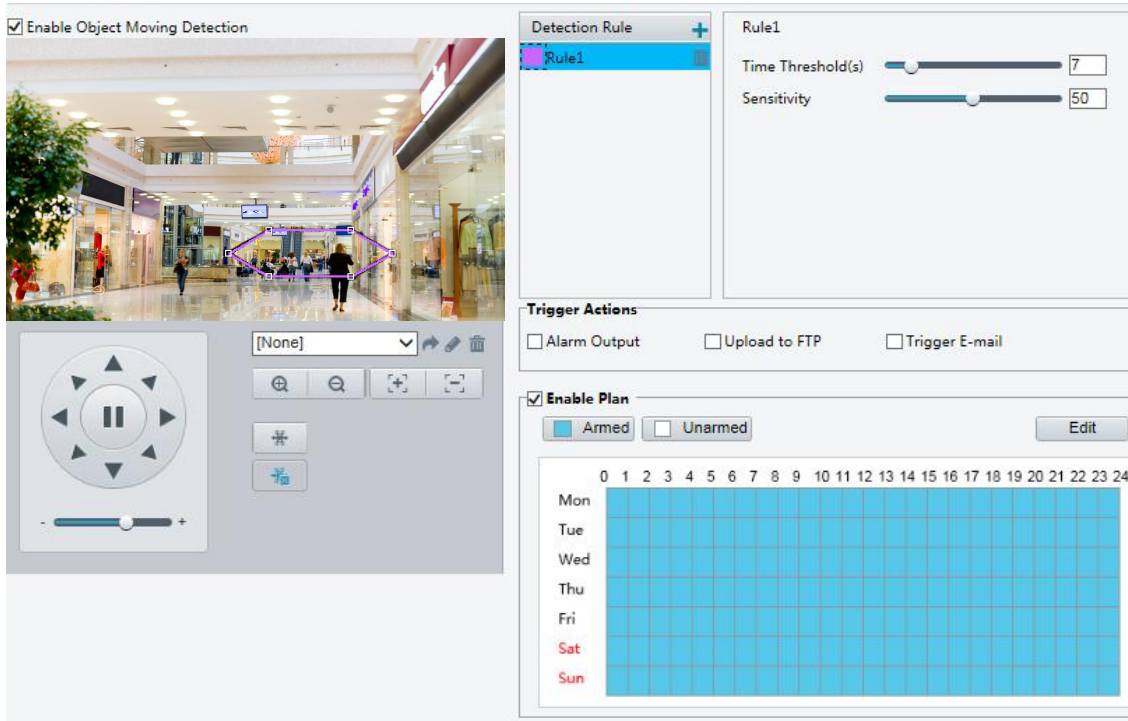 Enable Object Moving Detection
Detection Rule
Rule1
Rule1
Time Threshold(s) 7
Sensitivity 50
Trigger Actions
Alarm Output Upload to FTP Trigger E-mail
[None]
Enable Plan
Armed Unarmed Edit
0 1 2 3 4 5 6 7 8 9 10 11 12 13 14 15 16 17 18 19 20 21 22 23 24
Mon
Tue
Wed
Thu
Fri
Sat
Sun
- +